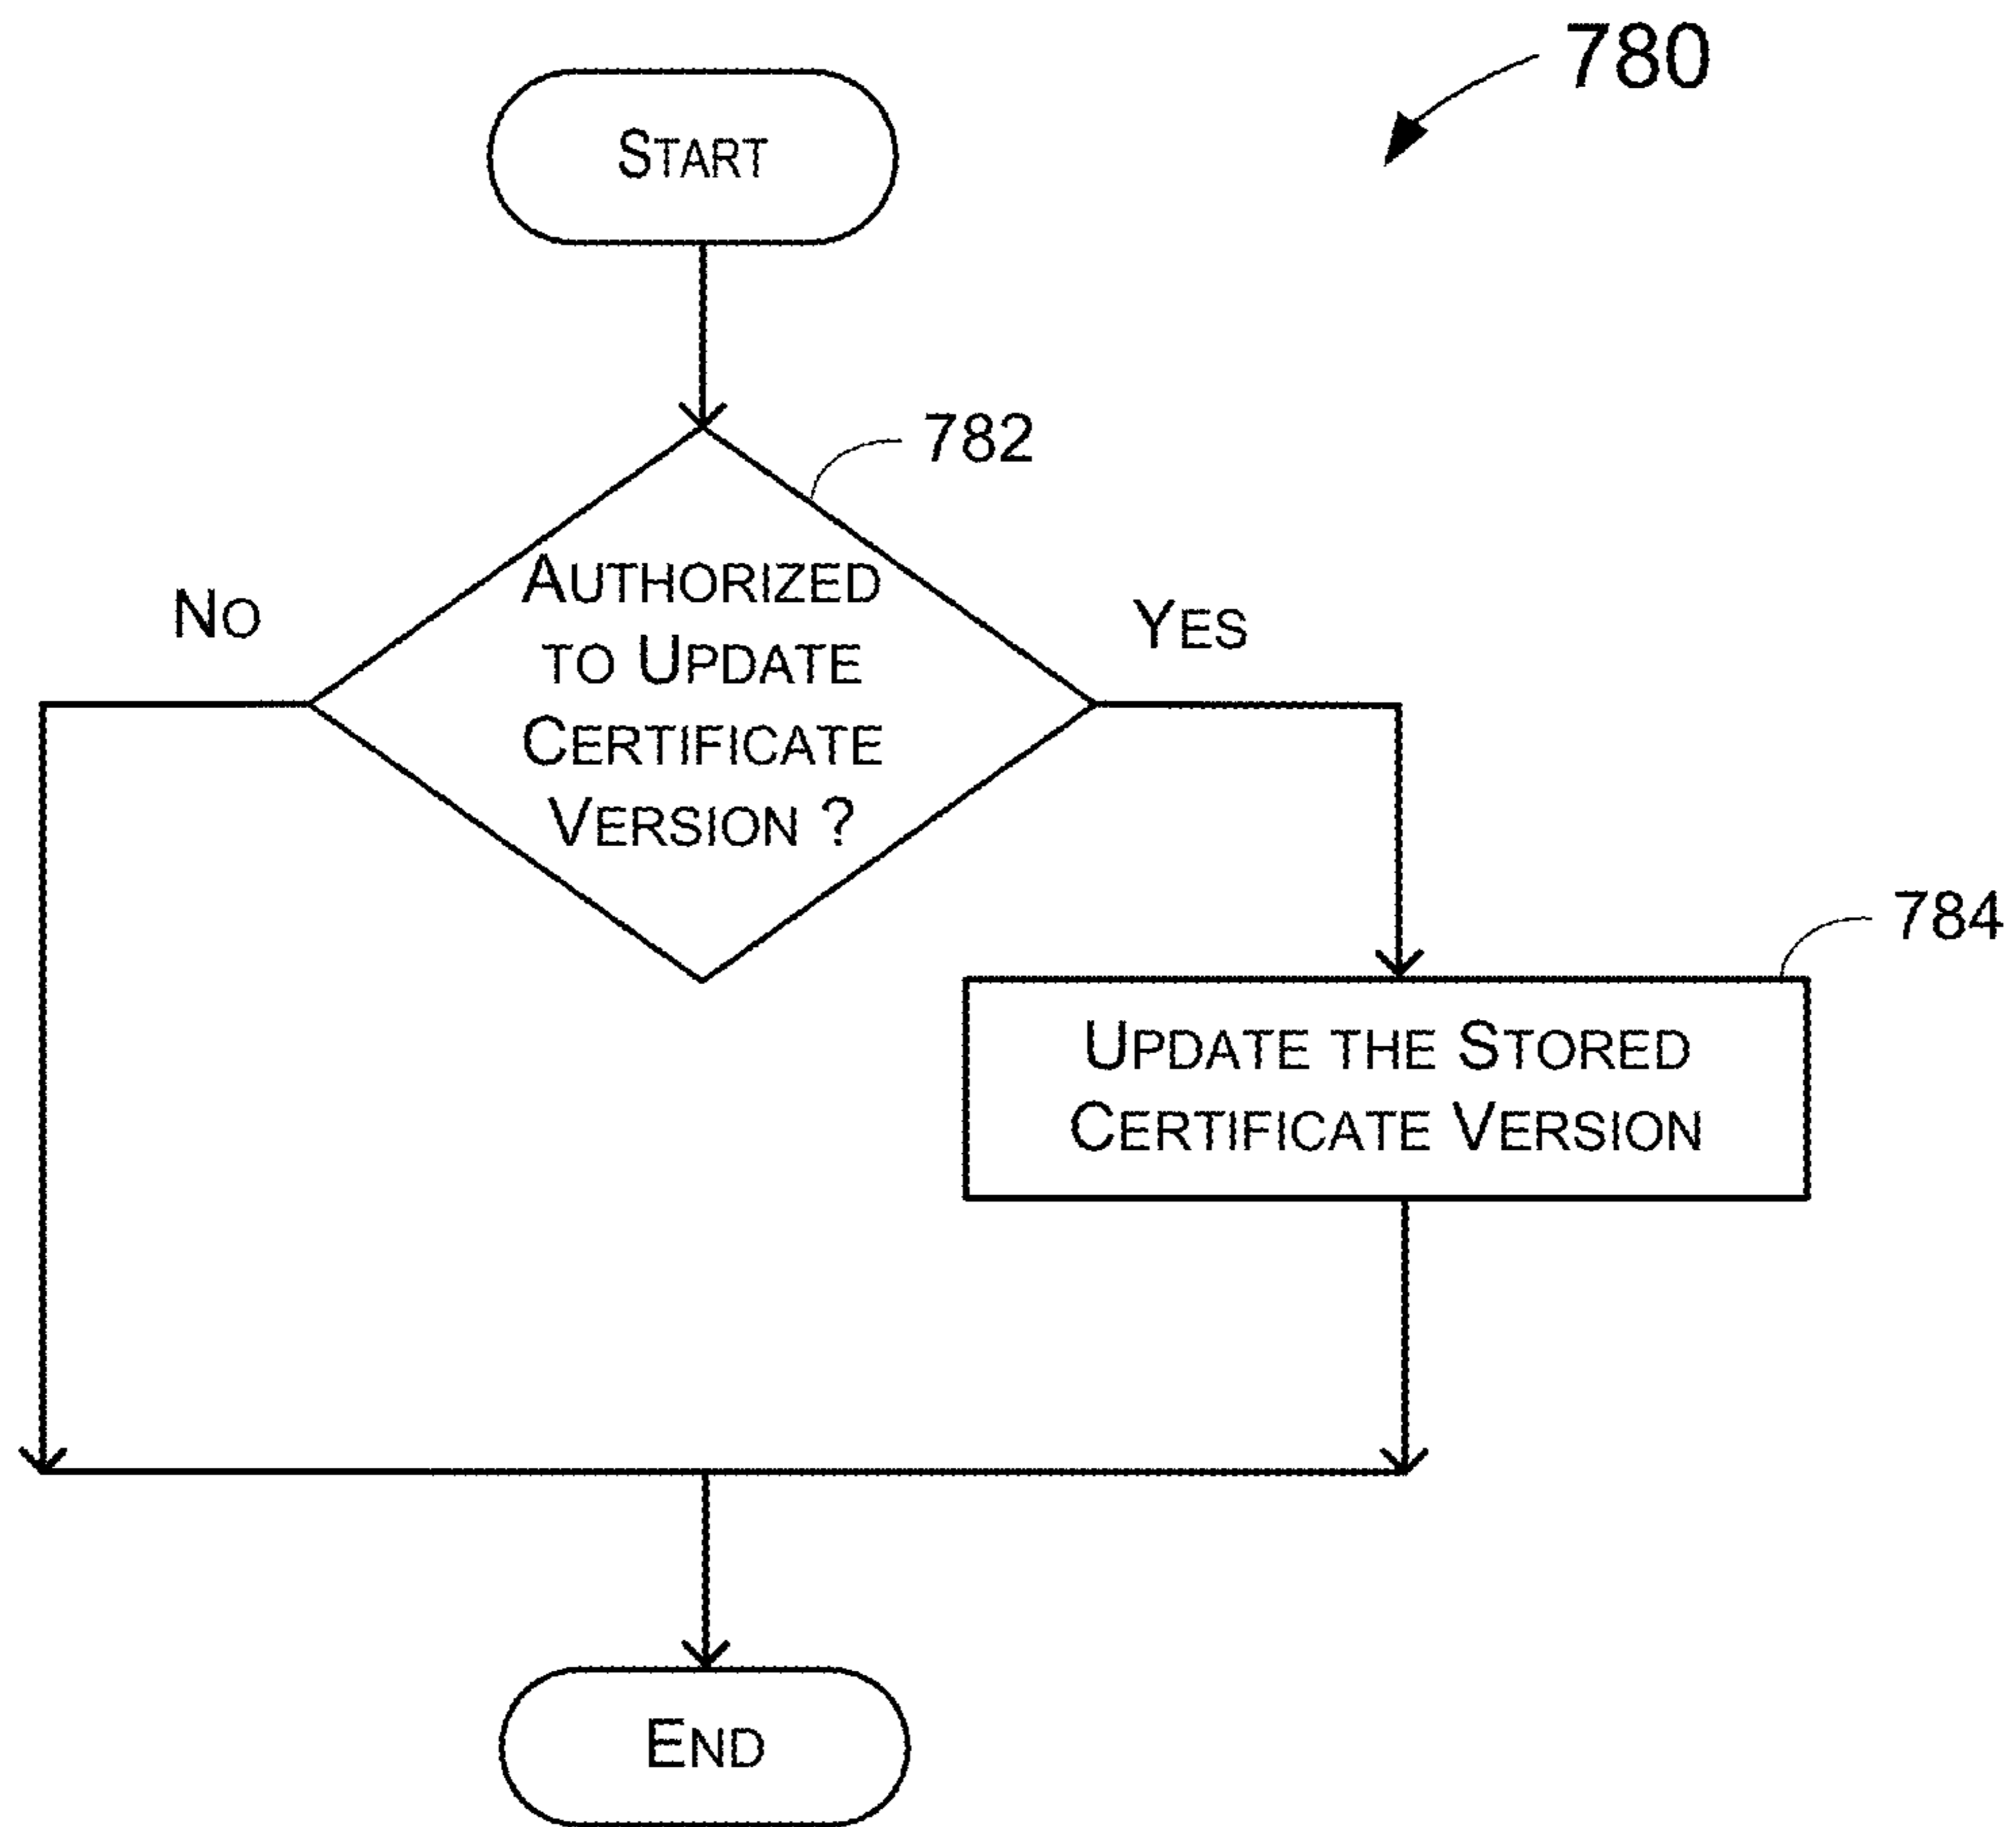 780
START
782
AUTHORIZED
TO UPDATE
CERTIFICATE
VERSION ?
NO
YES
784
UPDATE THE STORED
CERTIFICATE VERSION
END